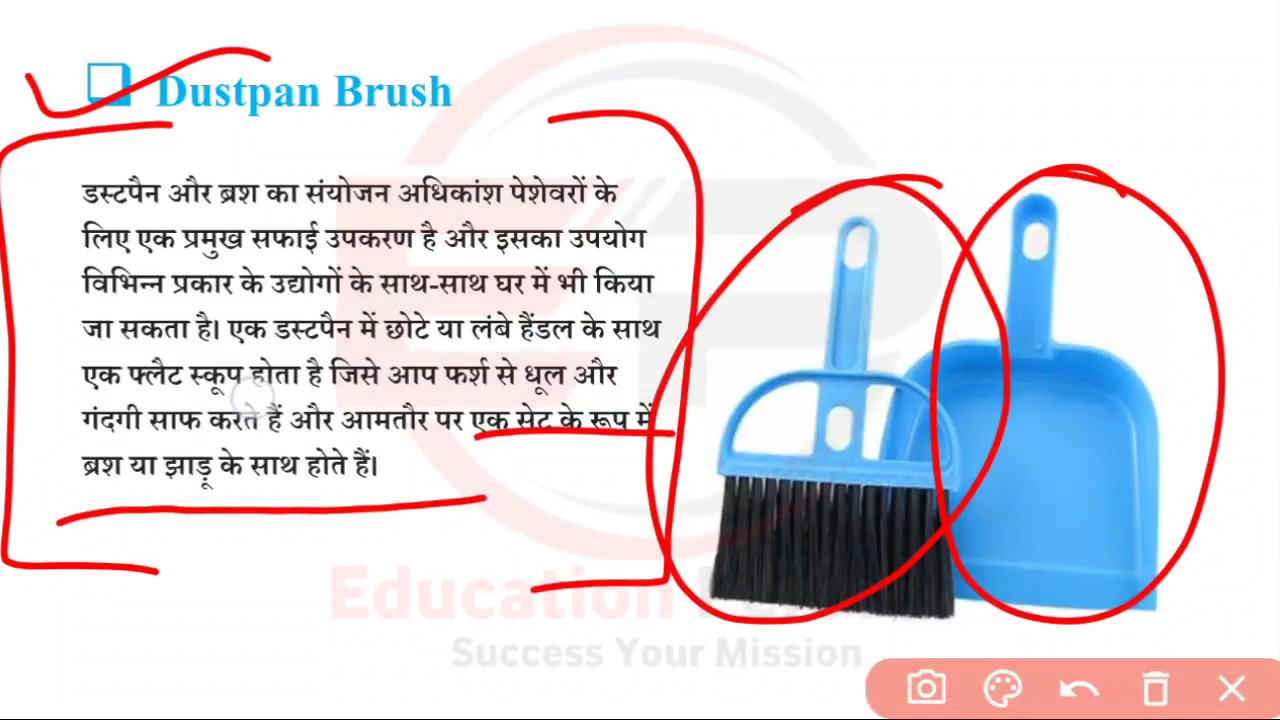 Dustpan Brush
डस्टपैन और ब्रश का संयोजन अधिकांश पेशेवरों के
लिए एक प्रमुख सफाई उपकरण है और इसका उपयोग
विभिन्न प्रकार के उद्योगों के साथ-साथ घर में भी किया
जा सकता है। एक डस्टपैन में छोटे या लंबे हैंडल के साथ
एक फ्लैट स्कूप होता है जिसे आप फर्श से धूल और
गंदगी साफ करते हैं और आमतौर पर एक सेट के रूप में
ब्रश या झाड़ू के साथ होते हैं।
Education
Success Your Mission